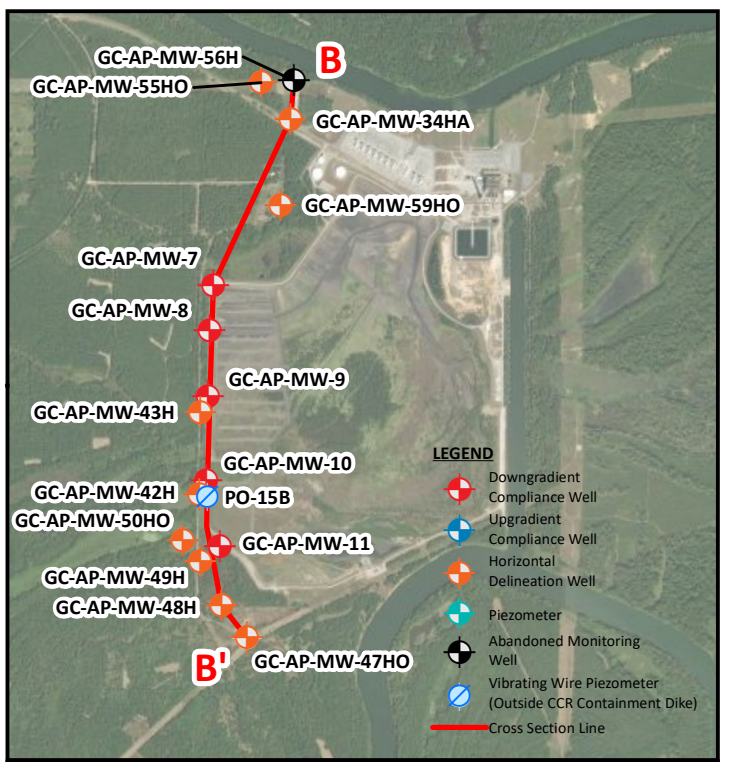 GC-AP-MW-56H
B
GC-AP-MW-55HO
GC-AP-MW-34HA
GC-AP-MW-59HO
GC-AP-MW-7
GC-AP-MW-8
GC-AP-MW-9
GC-AP-MW-43H
GC-AP-MW-10
GC-AP-MW-42H
PO-15B
GC-AP-MW-50HO
GC-AP-MW-11
GC-AP-MW-49H
GC-AP-MW-48H
B'
GC-AP-MW-47HO
LEGEND
Downgradient
Compliance Well
Upgradient
Compliance Well
Horizontal
Delineation Well
Piezometer
Abandoned Monitoring
Well
Vibrating Wire Piezometer
(Outside CCR Containment Dike)
Cross Section Line